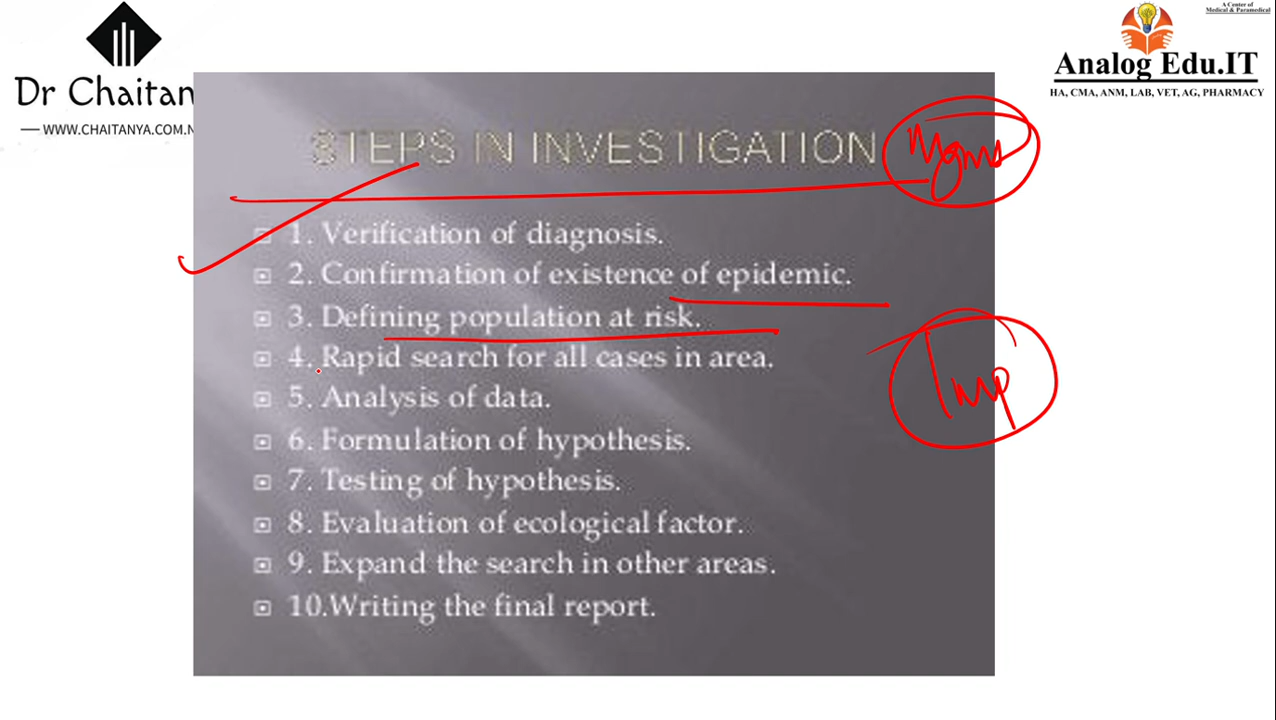 A Center of
Medical & Paramedical
Dr Chaitan
WWW.CHAITANYA.COM.N
Analog Edu.IT
HA, CMA, ANM, LAB, VET, AG, PHARMACY
STEPS IN INVESTIGATION
Mgmt
1. Verification of diagnosis.
2. Confirmation of existence of epidemic.
3. Defining population at risk.
Imp
4. Rapid search for all cases in area.
5. Analysis of data.
6. Formulation of hypothesis.
7. Testing of hypothesis.
8. Evaluation of ecological factor.
9. Expand the search in other areas.
10.Writing the final report.